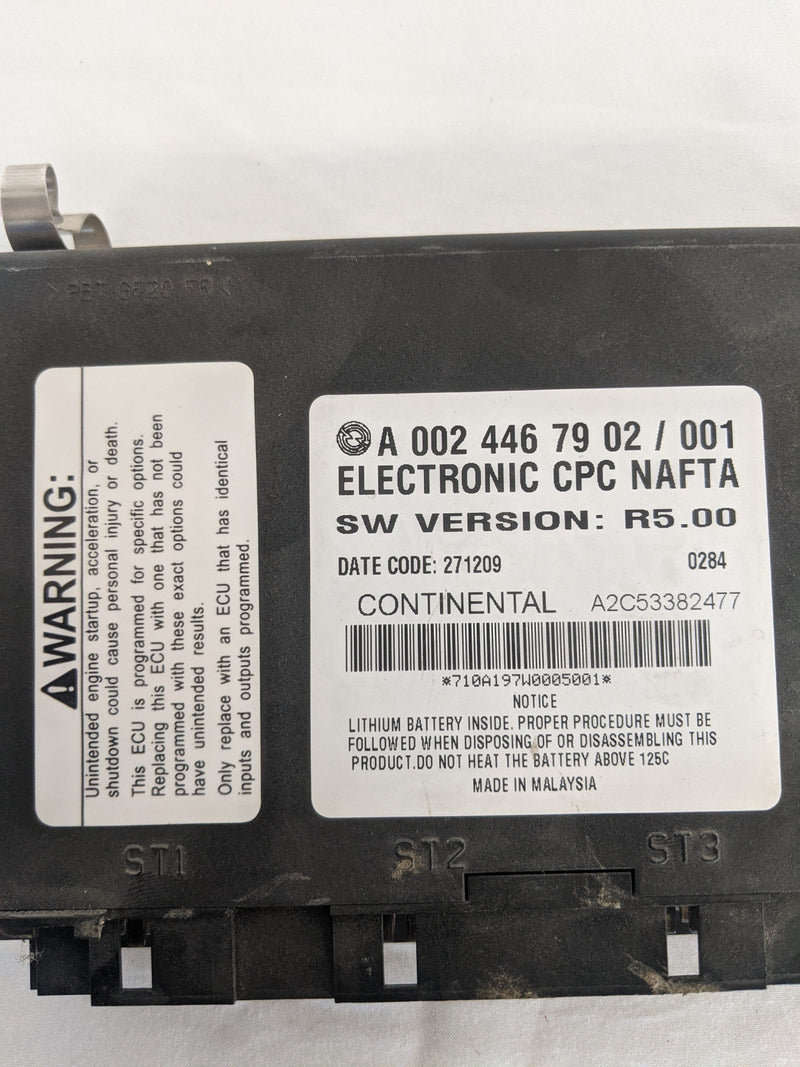 >PBT GF20 FR<
WARNING:
Unintended engine startup, acceleration, or
shutdown could cause personal injury or death.
This ECU is programmed for specific options.
Replacing this ECU with one that has not been
programmed with these exact options could
have unintended results.
Only replace with an ECU that has identical
inputs and outputs programmed.
A 002 446 79 02 / 001
ELECTRONIC CPC NAFTA
SW VERSION: R5.00
DATE CODE: 271209 0284
CONTINENTAL A2C53382477
*710A197W0005001*
NOTICE
LITHIUM BATTERY INSIDE. PROPER PROCEDURE MUST BE
FOLLOWED WHEN DISPOSING OF OR DISASSEMBLING THIS
PRODUCT.DO NOT HEAT THE BATTERY ABOVE 125C
MADE IN MALAYSIA
ST1 ST2 ST3